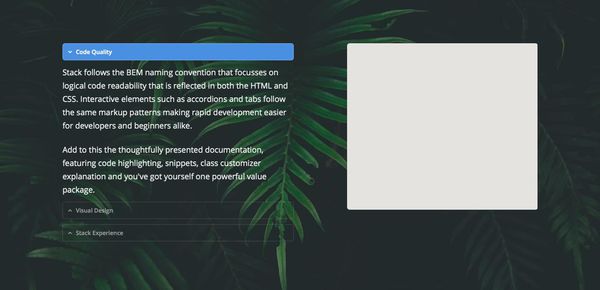 Code Quality
Stack follows the BEM naming convention that focusses on
logical code readability that is reflected in both the HTML and
CSS. Interactive elements such as accordions and tabs follow
the same markup patterns making rapid development easier
for developers and beginners alike.
Add to this the thoughtfully presented documentation,
featuring code highlighting, snippets, class customizer
explanation and you've got yourself one powerful value
package.
Visual Design
Stack Experience